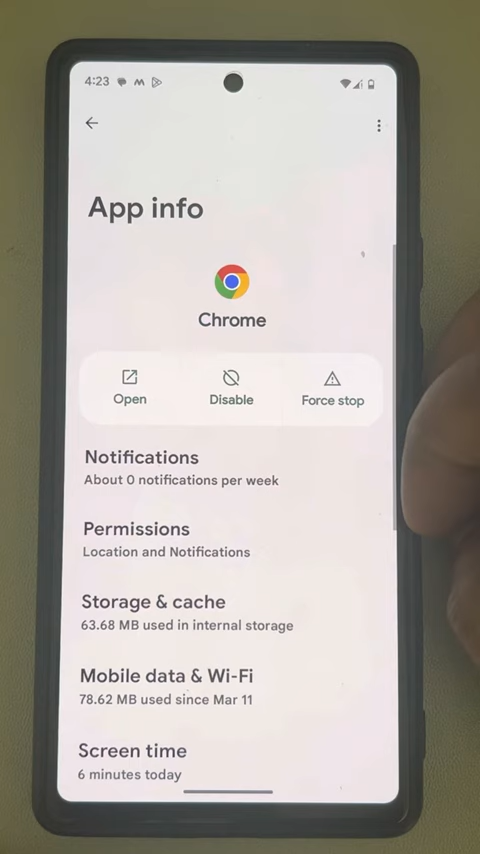 4:23
App info
Chrome
Open
Disable
Force stop
Notifications
About 0 notifications per week
Permissions
Location and Notifications
Storage & cache
63.68 MB used in internal storage
Mobile data & Wi-Fi
78.62 MB used since Mar 11
Screen time
6 minutes today